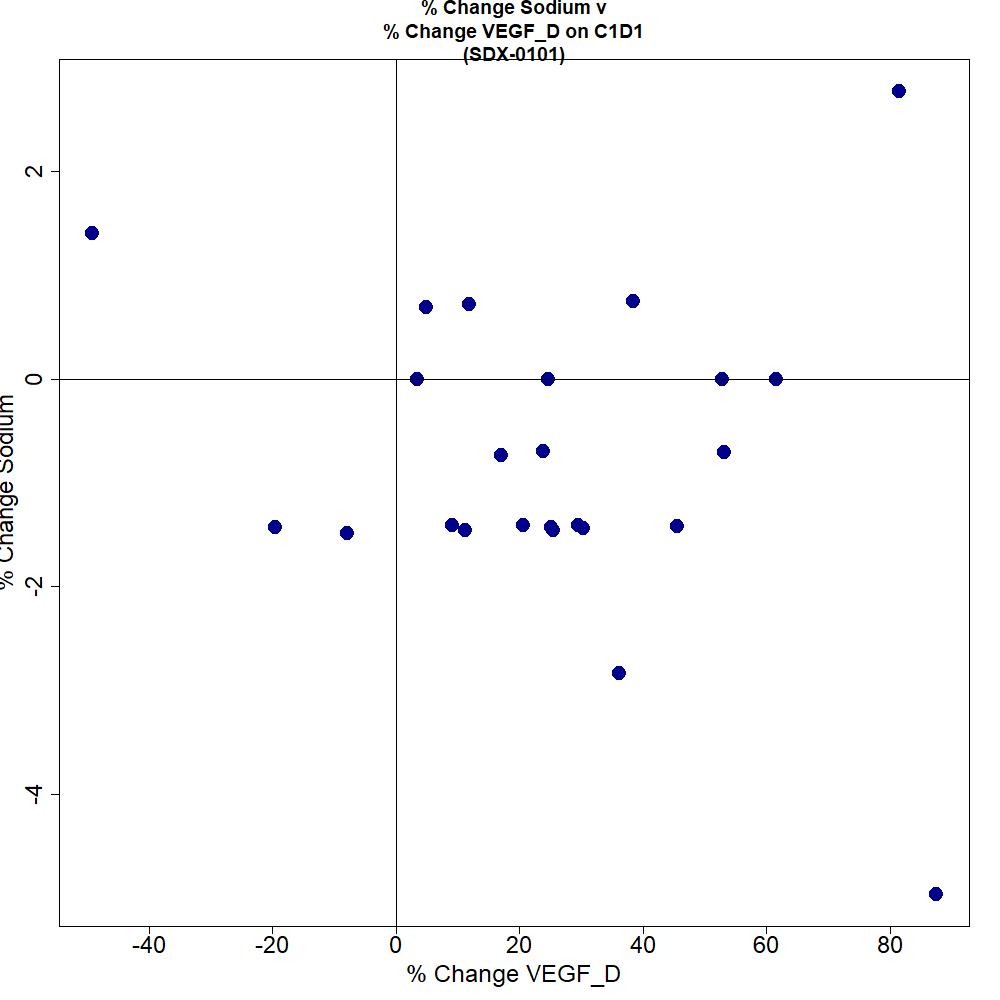 % Change Sodium v
% Change VEGF_D on C1D1
(SDX-0101)
% Change Sodium
2
0
-2
-4
-40
-20
0
20
40
60
80
% Change VEGF_D